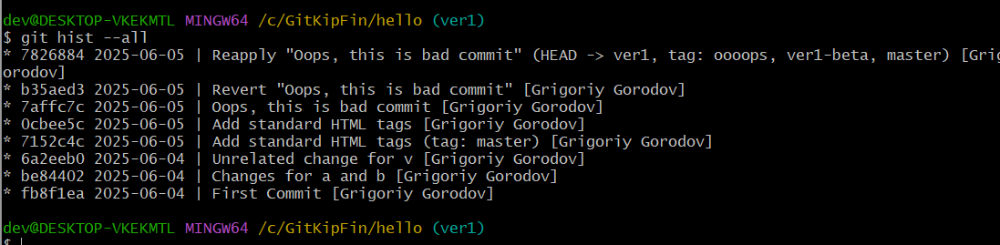 dev@DESKTOP-VKEKMTL MINGW64 /c/GitKipFin/hello (ver1)
$ git hist --all
* 7826884 2025-06-05 | Reapply "Oops, this is bad commit" (HEAD -> ver1, tag: oooops, ver1-beta, master) [Grig
orodov]
* b35aed3 2025-06-05 | Revert "Oops, this is bad commit" [Grigoriy Gorodov]
* 7affc7c 2025-06-05 | Oops, this is bad commit [Grigoriy Gorodov]
* 0cbee5c 2025-06-05 | Add standard HTML tags [Grigoriy Gorodov]
* 7152c4c 2025-06-05 | Add standard HTML tags (tag: master) [Grigoriy Gorodov]
* 6a2eeb0 2025-06-04 | Unrelated change for v [Grigoriy Gorodov]
* be84402 2025-06-04 | Changes for a and b [Grigoriy Gorodov]
* fb8f1ea 2025-06-04 | First Commit [Grigoriy Gorodov]
dev@DESKTOP-VKEKMTL MINGW64 /c/GitKipFin/hello (ver1)
$